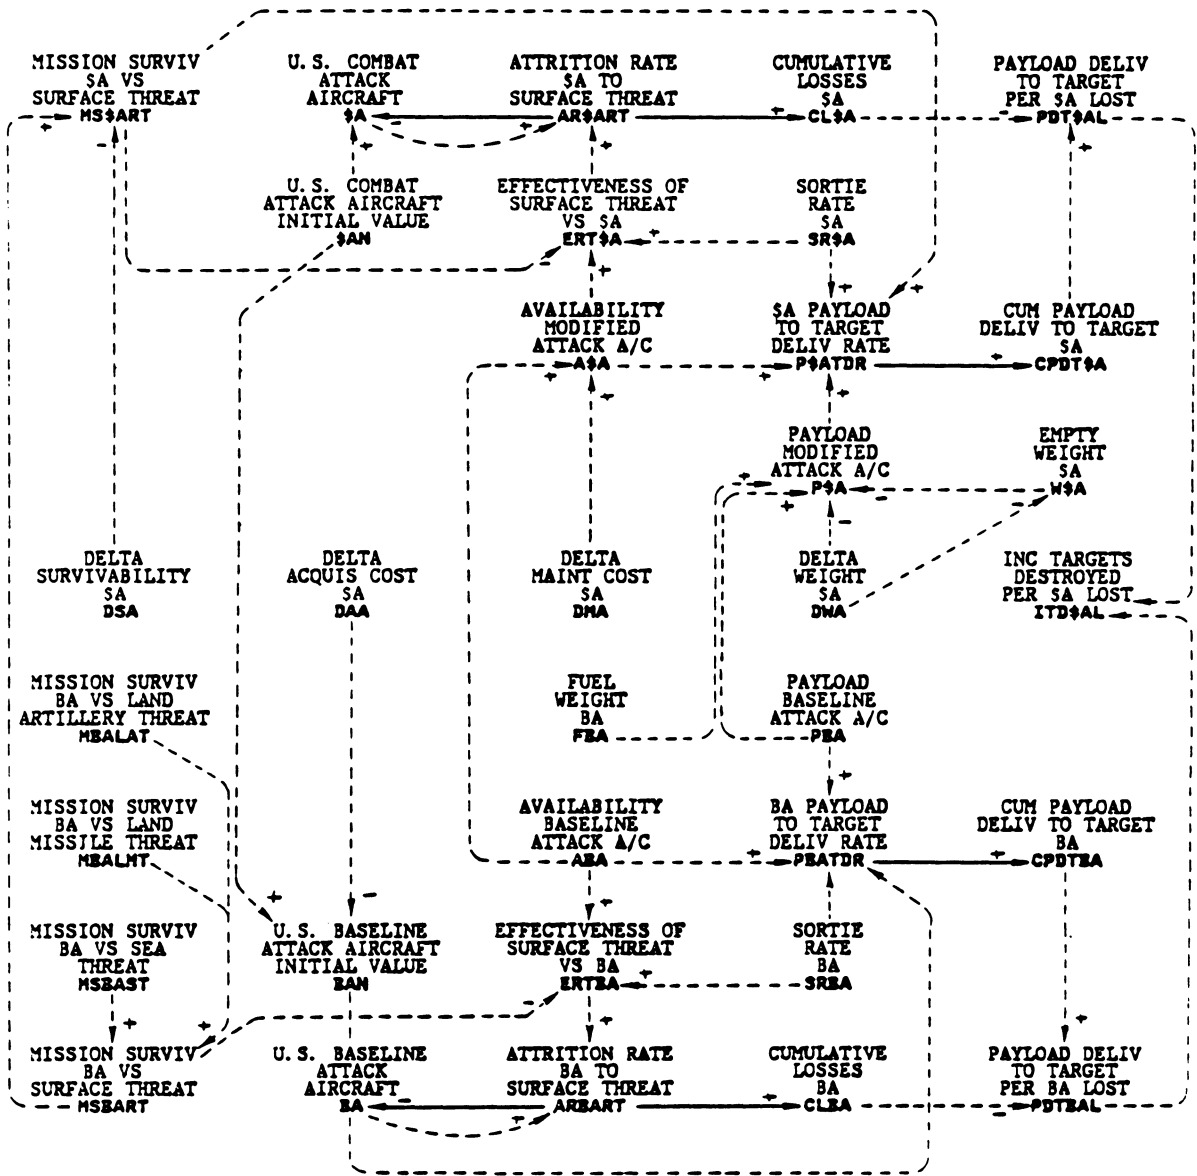 MISSION SURVIV
$A VS
SURFACE THREAT
MS$ART
U.S. COMBAT
ATTACK
AIRCRAFT
$A
ATTRITION RATE
$A TO
SURFACE THREAT
AR$ART
CUMULATIVE
LOSSES
$A
CL$A
PAYLOAD DELIV
TO TARGET
PER $A LOST
PDT$AL
U.S. COMBAT
ATTACK AIRCRAFT
INITIAL VALUE
$AN
EFFECTIVENESS OF
SURFACE THREAT
VS $A
ERT$A
SORTIE
RATE
$A
SR$A
AVAILABILITY
MODIFIED
ATTACK A/C
A$A
$A PAYLOAD
TO TARGET
DELIV RATE
P$ATDR
CUM PAYLOAD
DELIV TO TARGET
$A
CPDT$A
PAYLOAD
MODIFIED
ATTACK A/C
P$A
EMPTY
WEIGHT
$A
W$A
DELTA
SURVIVABILITY
$A
DSA
DELTA
ACQUIS COST
$A
DAA
DELTA
MAINT COST
$A
DMA
DELTA
WEIGHT
$A
DWA
INC TARGETS
DESTROYED
PER $A LOST
ITD$AL
MISSION SURVIV
BA VS LAND
ARTILLERY THREAT
MBALAT
FUEL
WEIGHT
BA
FBA
PAYLOAD
BASELINE
ATTACK A/C
PBA
MISSION SURVIV
BA VS LAND
MISSILE THREAT
MBALMT
AVAILABILITY
BASELINE
ATTACK A/C
ABA
BA PAYLOAD
TO TARGET
DELIV RATE
PBATDR
CUM PAYLOAD
DELIV TO TARGET
BA
CPDTBA
MISSION SURVIV
BA VS SEA
THREAT
MSBAST
U.S. BASELINE
ATTACK AIRCRAFT
INITIAL VALUE
BAN
EFFECTIVENESS OF
SURFACE THREAT
VS BA
ERTBA
SORTIE
RATE
BA
SRBA
MISSION SURVIV
BA VS
SURFACE THREAT
MSBART
U.S. BASELINE
ATTACK
AIRCRAFT
BA
ATTRITION RATE
BA TO
SURFACE THREAT
ARBART
CUMULATIVE
LOSSES
BA
CLBA
PAYLOAD DELIV
TO TARGET
PER BA LOST
PDTBAL